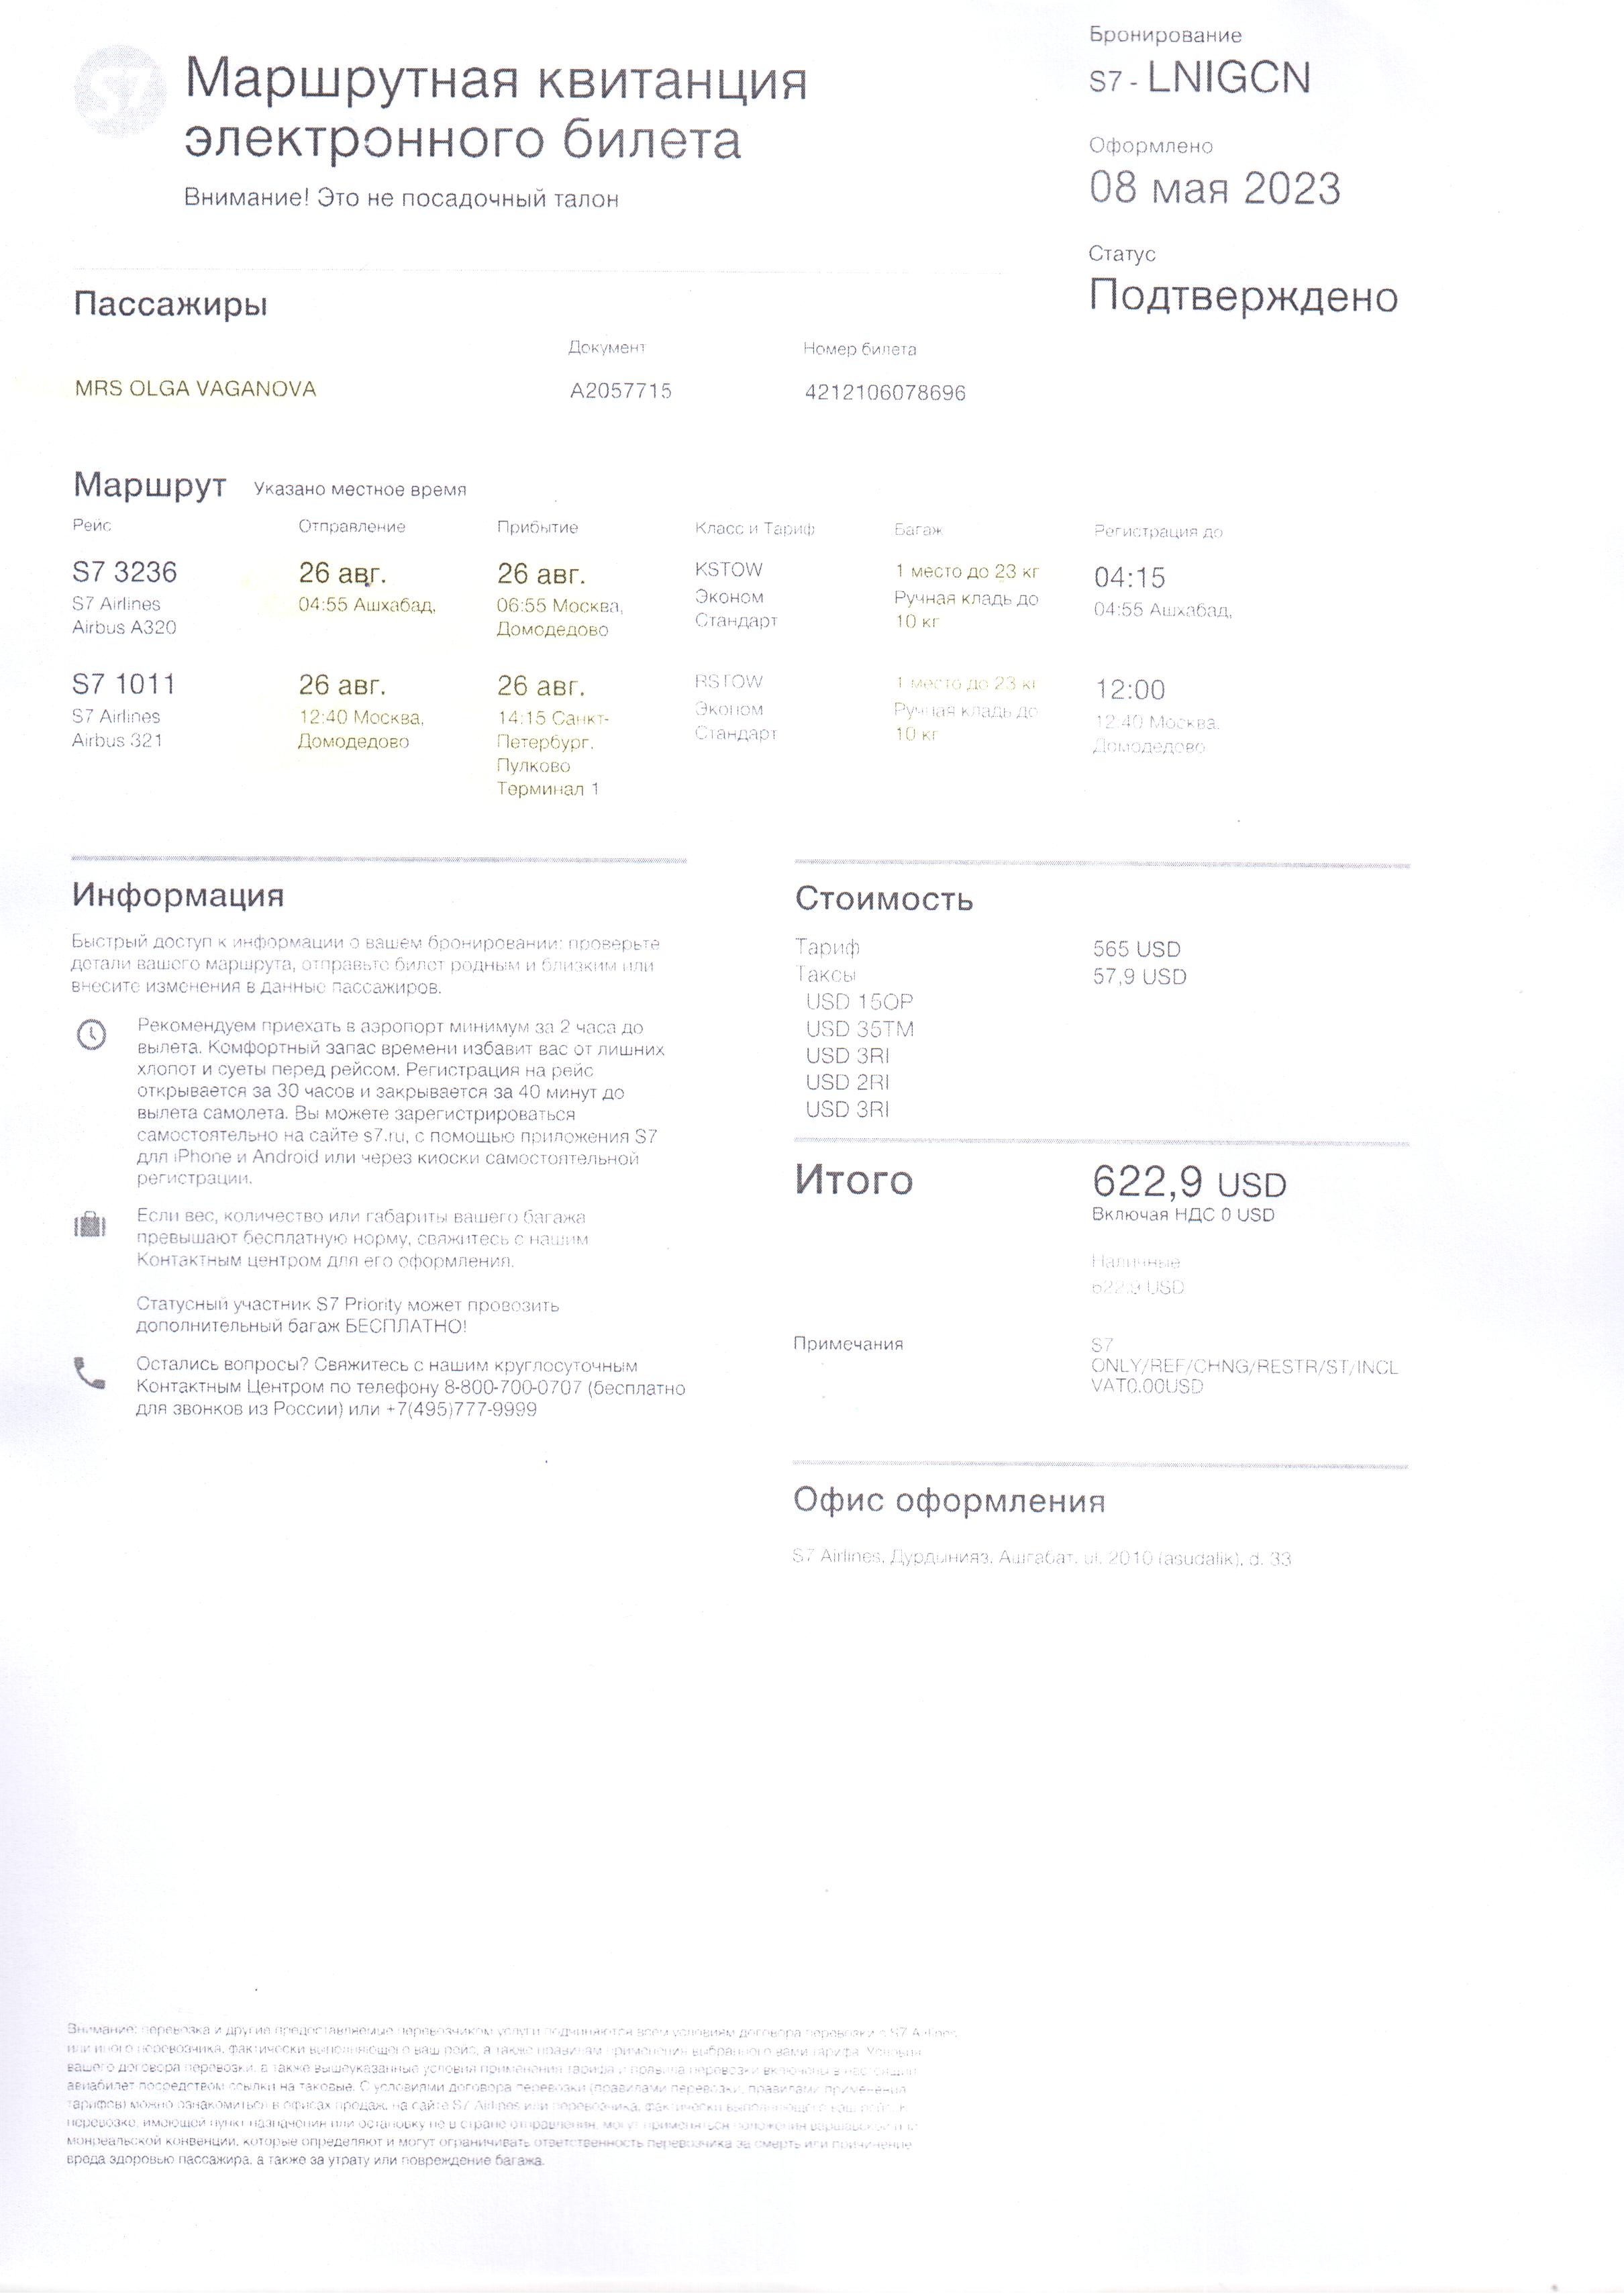 S7
Маршрутная квитанция
электронного билета
Внимание! Это не посадочный талон
Бронирование
S7 - LNIGCN
Оформлено
08 мая 2023
Статус
Подтверждено
Пассажиры
Документ
Номер билета
MRS OLGA VAGANOVA
A2057715
4212106078696
Маршрут Указано местное время
Рейс Отправление Прибытие Класс и Тариф Багаж Регистрация до
S7 3236 26 авг. 26 авг. KSTOW 1 место до 23 кг 04:15
S7 Airlines 04:55 Ашхабад, 06:55 Москва, Эконом Ручная кладь до 04:55 Ашхабад,
Airbus A320 Домодедово Стандарт 10 кг
S7 1011 26 авг. 26 авг. RSTOW 1 место до 23 кг 12:00
S7 Airlines 12:40 Москва, 14:15 Санкт- Эконом Ручная кладь до 12:40 Москва,
Airbus 321 Домодедово Петербург, Стандарт 10 кг Домодедово
Пулково
Терминал 1
Информация
Быстрый доступ к информации о вашем бронировании: проверьте
детали вашего маршрута, отправьте билет родным и близким или
внесите изменения в данные пассажиров.
Рекомендуем приехать в аэропорт минимум за 2 часа до
вылета. Комфортный запас времени избавит вас от лишних
хлопот и суеты перед рейсом. Регистрация на рейс
открывается за 30 часов и закрывается за 40 минут до
вылета самолета. Вы можете зарегистрироваться
самостоятельно на сайте s7.ru, с помощью приложения S7
для iPhone и Android или через киоски самостоятельной
регистрации.
Если вес, количество или габариты вашего багажа
превышают бесплатную норму, свяжитесь с нашим
Контактным центром для его оформления.
Статусный участник S7 Priority может провозить
дополнительный багаж БЕСПЛАТНО!
Остались вопросы? Свяжитесь с нашим круглосуточным
Контактным Центром по телефону 8-800-700-0707 (бесплатно
для звонков из России) или +7(495)777-9999
Стоимость
Тариф 565 USD
Таксы 57,9 USD
USD 15OP
USD 35TM
USD 3RI
USD 2RI
USD 3RI
Итого 622,9 USD
Включая НДС 0 USD
Наличные
622,9 USD
Примечания S7
ONLY/REF/CHNG/RESTR/ST/INCL
VAT0.00USD
Офис оформления
S7 Airlines, Дурдынияз, Ашгабат, ul. 2010 (asudalik), d. 33
Внимание: перевозка и другие предоставляемые перевозчиком услуги подчиняются всем условиям договора перевозки с S7 Airlines
или иного перевозчика, фактически выполняющего ваш рейс, а также правилам применения выбранного вами тарифа. Условия
вашего договора перевозки, а также вышеуказанные условия применения тарифа и правила перевозки включены в настоящий
авиабилет посредством ссылки на таковые. С условиями договора перевозки (правилами перевозки, правилами применения
тарифов) можно ознакомиться в офисах продаж, на сайте S7 Airlines или перевозчика, фактически выполняющего ваш рейс. К
перевозке, имеющей пункт назначения или остановку не в стране отправления, могут применяться положения варшавской или
монреальской конвенции, которые определяют и могут ограничивать ответственность перевозчика за смерть или причинение
вреда здоровью пассажира, а также за утрату или повреждение багажа.